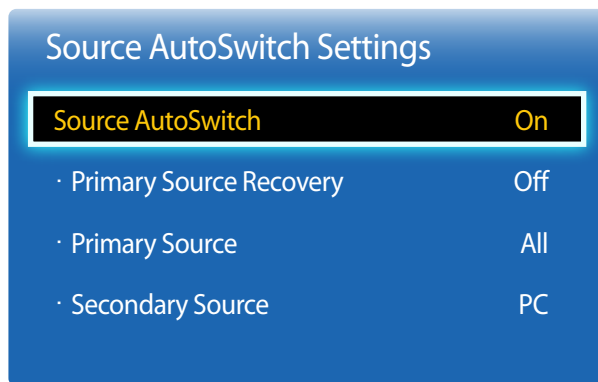 Source AutoSwitch Settings
Source AutoSwitch On
· Primary Source Recovery Off
· Primary Source All
· Secondary Source PC